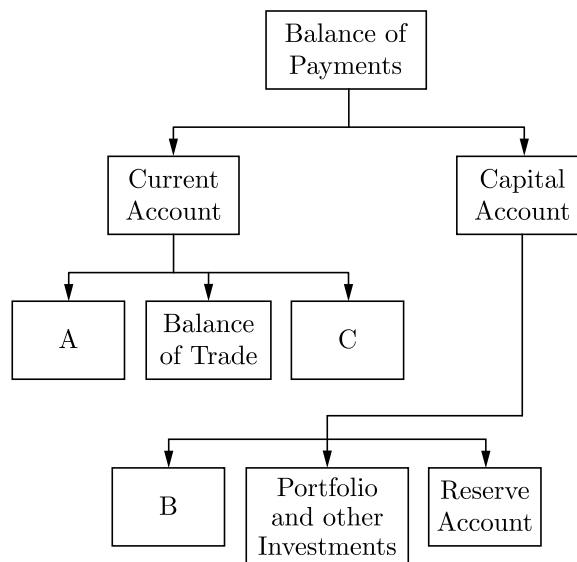 Balance of
Payments
Current
Account
Capital
Account
A
Balance
of Trade
C
B
Portfolio
and other
Investments
Reserve
Account